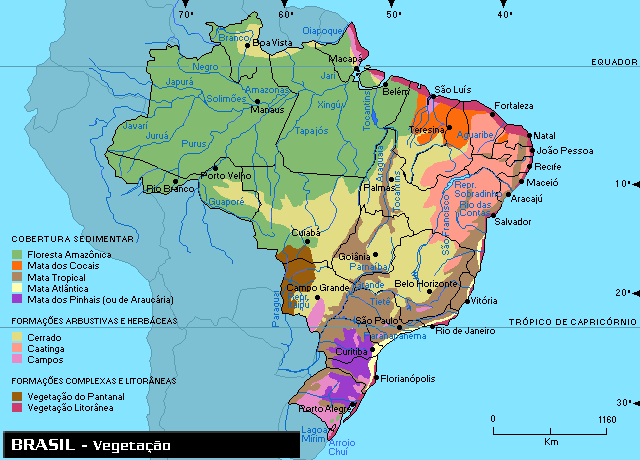 70° 60° 50° 40°
Oiapoque
Branco
Boa Vista
Macapá
EQUADOR
Negro
Jari
Japurá
Amazonas
Belém
São Luís
Solimões
Manaus
Xingú
Tocantins
Fortaleza
Javari
Tapajós
Teresina
Jaguaribe
Juruá
Natal
Purus
João Pessoa
Araguaia
Porto Velho
Recife
Rio Branco
Palmas
Tocantins
Repr.
Sobradinho
Maceió
10°
Guaporé
São Francisco
Rio das
Contas
Aracajú
Salvador
Cuiabá
COBERTURA SEDIMENTAR
Floresta Amazônica
Mata dos Cocais
Mata Tropical
Mata Atlântica
Mata dos Pinhais (ou de Araucária)
Goiânia
Parnaíba
Campo Grande
Grande
Belo Horizonte
Repr.
Itaipú
Tietê
Vitória
20°
Paraguai
São Paulo
Rio de Janeiro
TRÓPICO DE CAPRICÓRNIO
FORMAÇÕES ARBUSTIVAS E HERBÁCEAS
Cerrado
Caatinga
Campos
Paranapanema
Curitiba
Florianópolis
FORMAÇÕES COMPLEXAS E LITORÂNEAS
Vegetação do Pantanal
Vegetação Litorânea
Porto Alegre
30°
0 1160
Km
Lagoa
Mirim
Arroio
Chuí
BRASIL - Vegetação